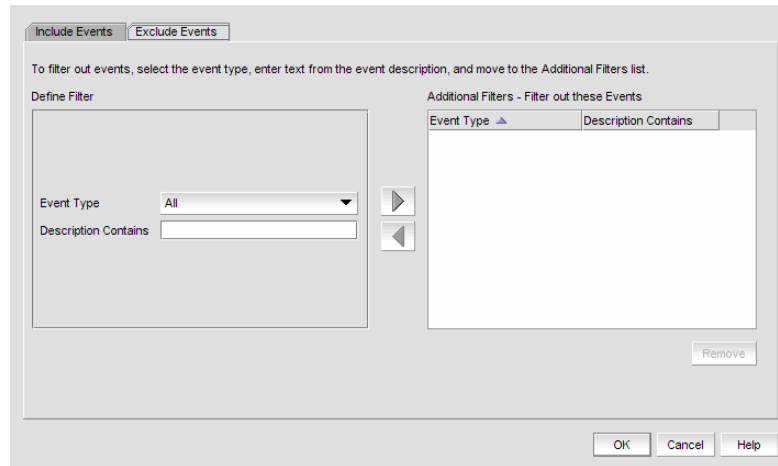 Include Events
Exclude Events
To filter out events, select the event type, enter text from the event description, and move to the Additional Filters list.
Define Filter
Additional Filters - Filter out these Events
Event Type
Description Contains
Event Type
All
Description Contains
Remove
OK
Cancel
Help